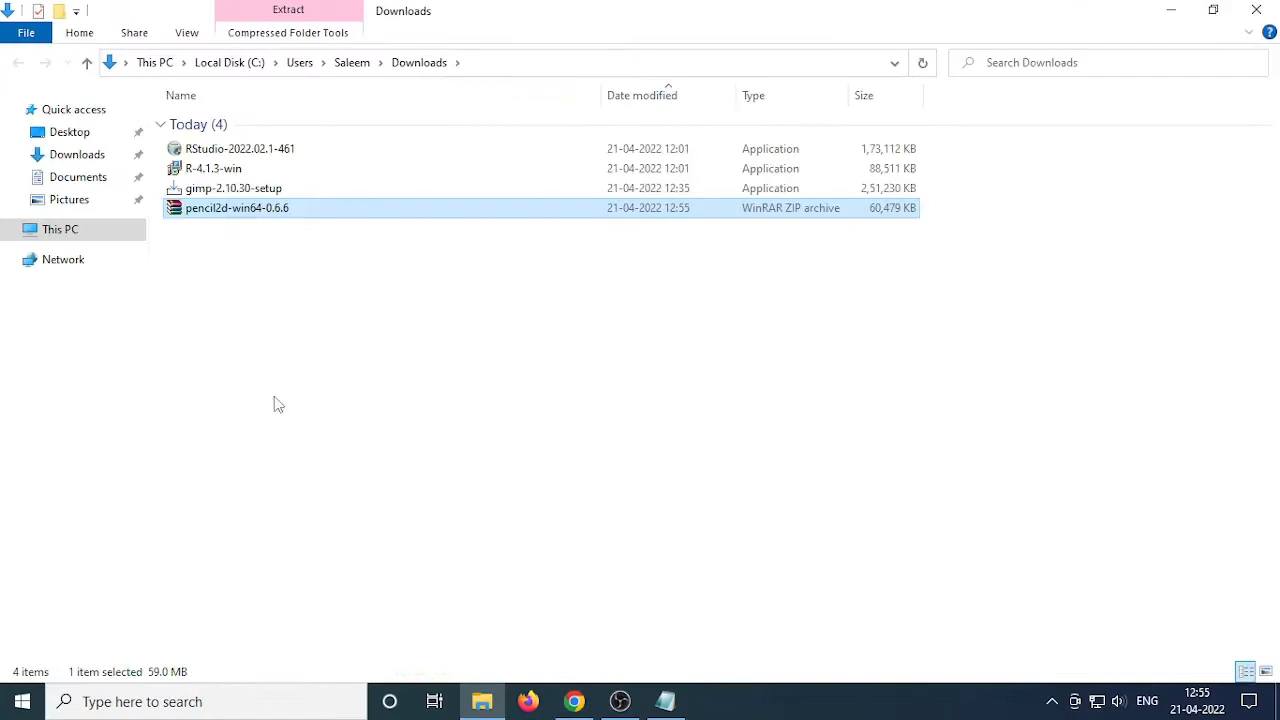 Extract
Downloads
File
Home
Share
View
Compressed Folder Tools
This PC
Local Disk (C:)
Users
Saleem
Downloads
Search Downloads
Name
Date modified
Type
Size
Quick access
Desktop
Downloads
Documents
Pictures
This PC
Network
Today (4)
RStudio-2022.02.1-461 21-04-2022 12:01 Application 1,73,112 KB
R-4.1.3-win 21-04-2022 12:01 Application 88,511 KB
gimp-2.10.30-setup 21-04-2022 12:35 Application 2,51,230 KB
pencil2d-win64-0.6.6 21-04-2022 12:55 WinRAR ZIP archive 60,479 KB
4 items 1 item selected 59.0 MB
Type here to search
ENG
12:55
21-04-2022